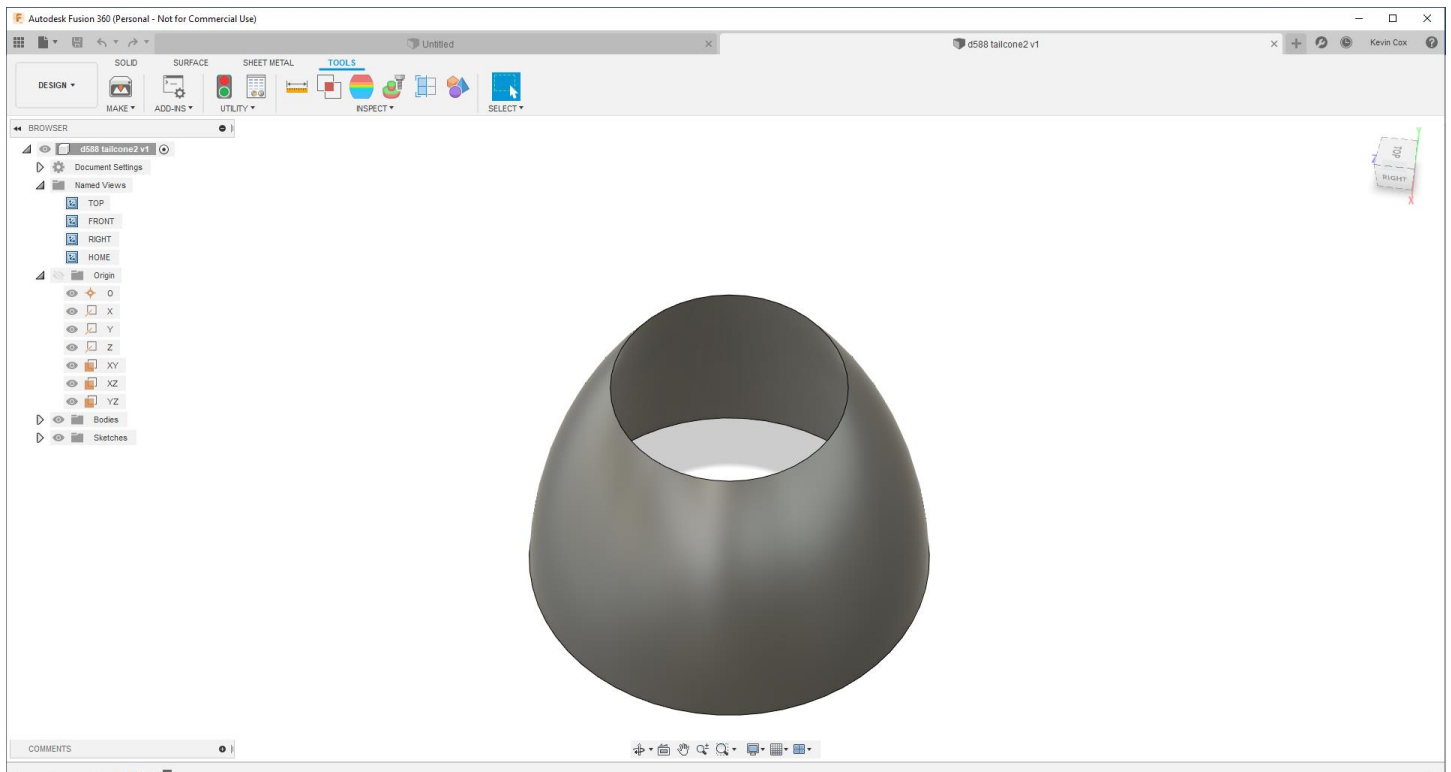 Autodesk Fusion 360 (Personal - Not for Commercial Use)
Untitled
d588 tailcone2 v1
Kevin Cox
SOLID SURFACE SHEET METAL TOOLS
DESIGN
MAKE ADD-INS UTILITY INSPECT SELECT
BROWSER
d588 tailcone2 v1
Document Settings
Named Views
TOP
FRONT
RIGHT
HOME
Origin
O
X
Y
Z
XY
XZ
YZ
Bodies
Sketches
Y
TOP
Z
RIGHT
X
COMMENTS